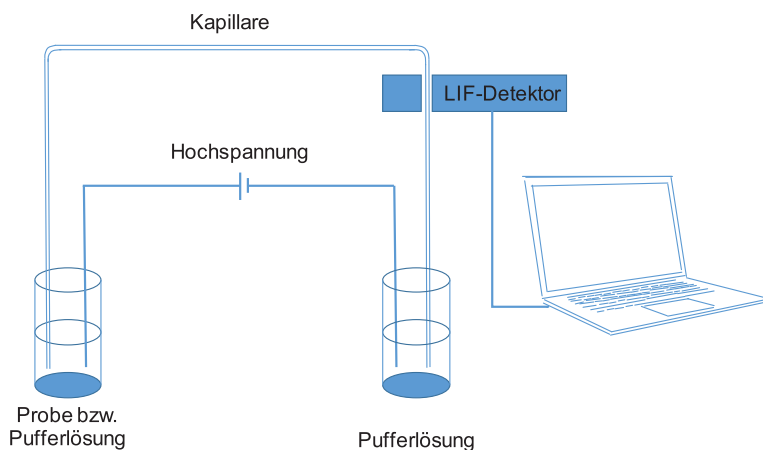 Kapillare
LIF-Detektor
Hochspannung
Probe bzw.
Pufferlösung
Pufferlösung